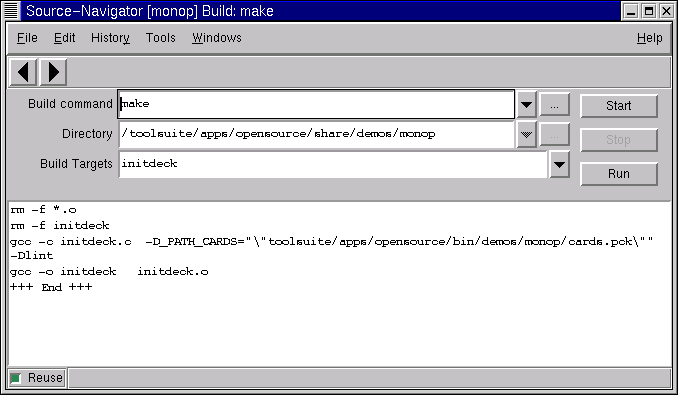 Source-Navigator [monop] Build: make
File Edit History Tools Windows Help
Build command make ... Start
Directory /toolsuite/apps/opensource/share/demos/monop ... Stop
Build Targets initdeck Run
rm -f *.o
rm -f initdeck
gcc -c initdeck.c -D_PATH_CARDS="\"toolsuite/apps/opensource/bin/demos/monop/cards.pck\""
-Dlint
gcc -o initdeck initdeck.o
+++ End +++
Reuse